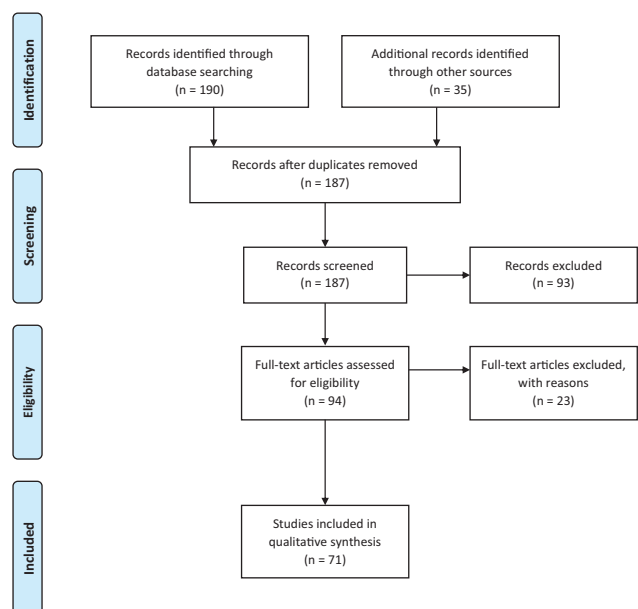 Identification
Records identified through
database searching
(n = 190)
Additional records identified
through other sources
(n = 35)
Records after duplicates removed
(n = 187)
Screening
Records screened
(n = 187)
Records excluded
(n = 93)
Eligibility
Full-text articles assessed
for eligibility
(n = 94)
Full-text articles excluded,
with reasons
(n = 23)
Included
Studies included in
qualitative synthesis
(n = 71)